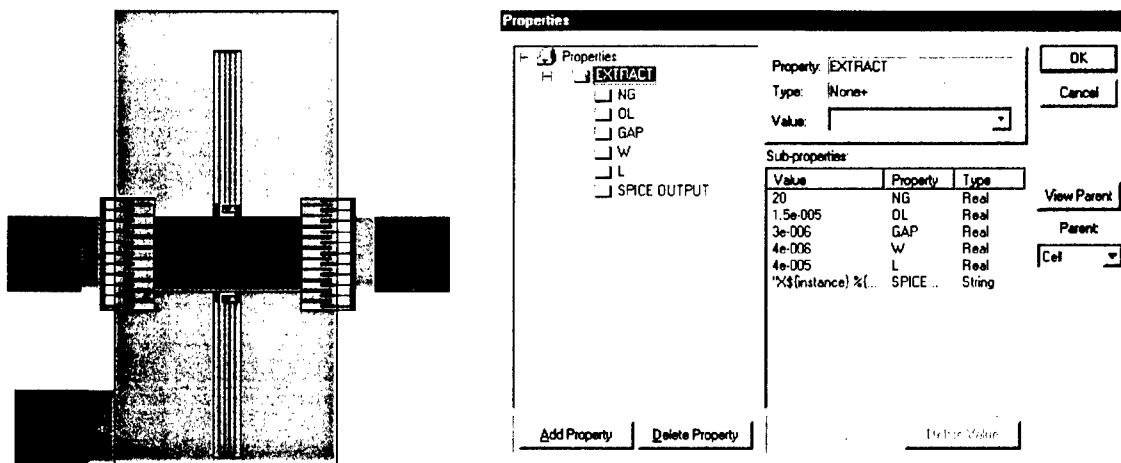 Properties
Properties
EXTRACT
NG
OL
GAP
W
L
SPICE OUTPUT
Property: EXTRACT
Type: None+
Value:
OK
Cancel
Sub-properties:
Value Property Type
20 NG Real
1.5e-005 OL Real
3e-006 GAP Real
4e-006 W Real
4e-005 L Real
"X${instance} %{... SPICE ... String
View Parent
Parent:
Cell
Add Property
Delete Property
Value